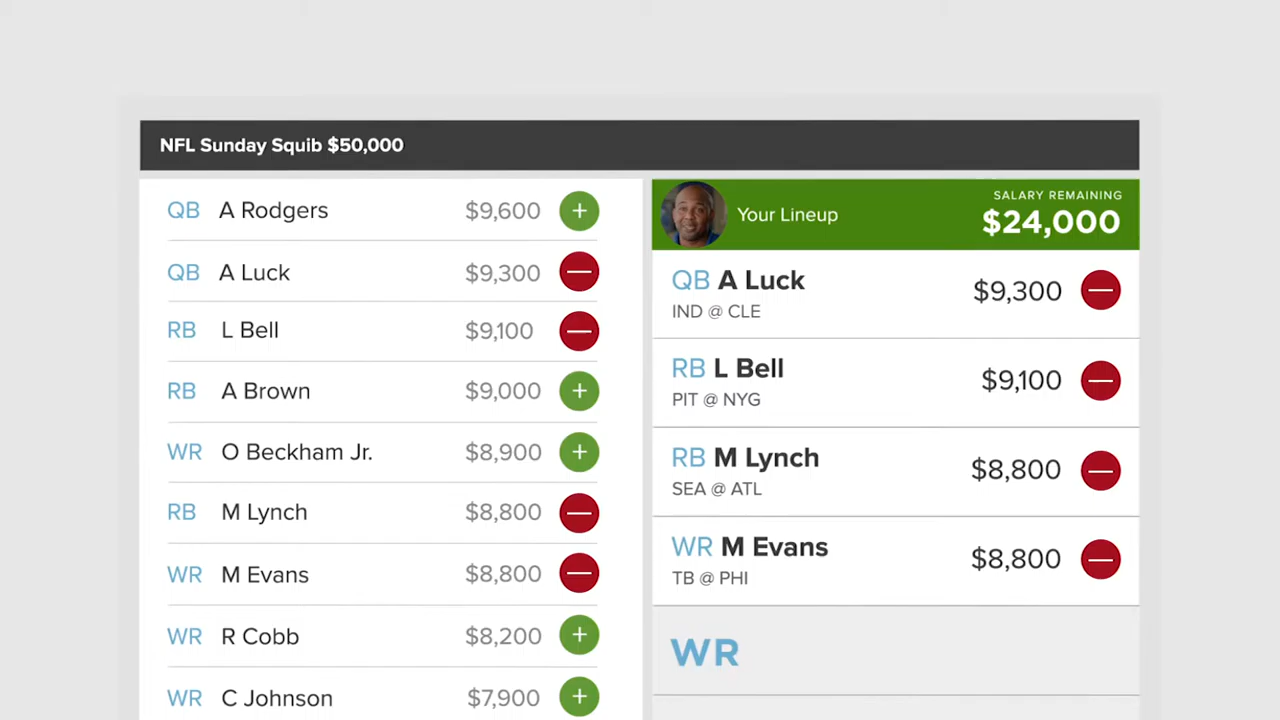 NFL Sunday Squib $50,000
QB A Rodgers $9,600 +
QB A Luck $9,300 —
RB L Bell $9,100 —
RB A Brown $9,000 +
WR O Beckham Jr. $8,900 +
RB M Lynch $8,800 —
WR M Evans $8,800 —
WR R Cobb $8,200 +
WR C Johnson $7,900 +
Your Lineup
SALARY REMAINING
$24,000
QB A Luck $9,300 —
IND @ CLE
RB L Bell $9,100 —
PIT @ NYG
RB M Lynch $8,800 —
SEA @ ATL
WR M Evans $8,800 —
TB @ PHI
WR